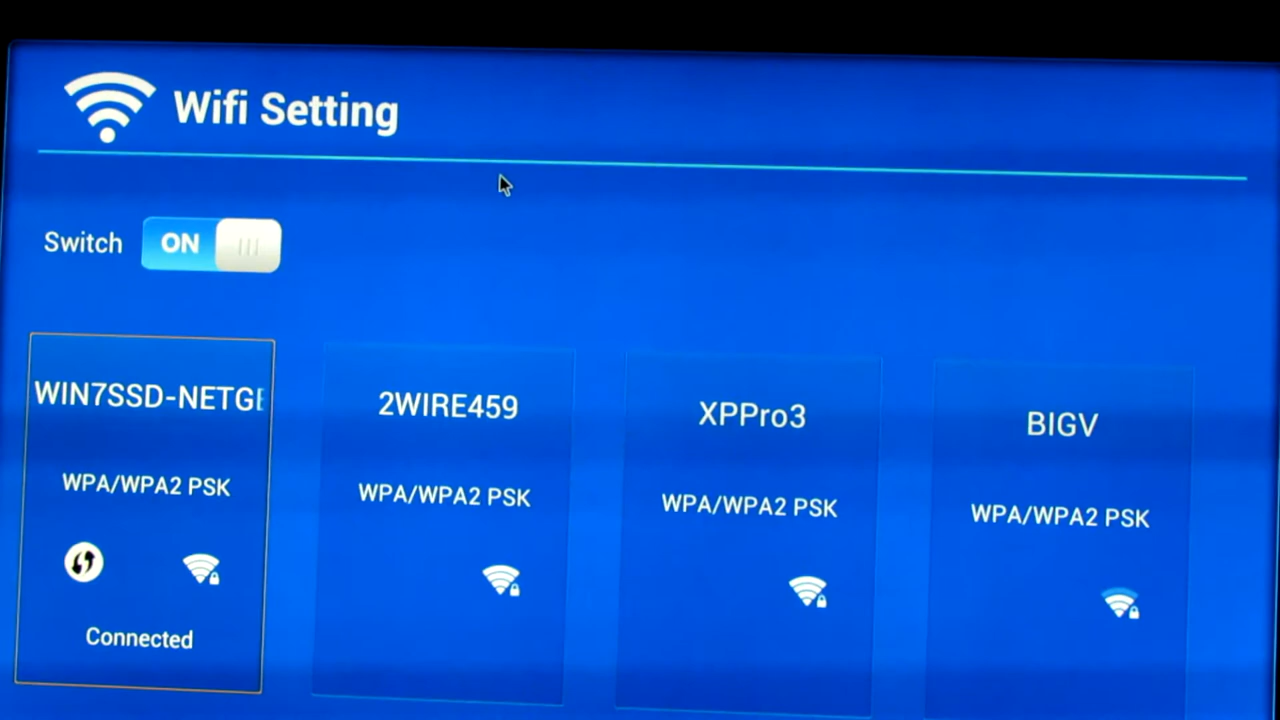 Wifi Setting
Switch ON
WIN7SSD-NETGE
WPA/WPA2 PSK
Connected
2WIRE459
WPA/WPA2 PSK
XPPro3
WPA/WPA2 PSK
BIGV
WPA/WPA2 PSK